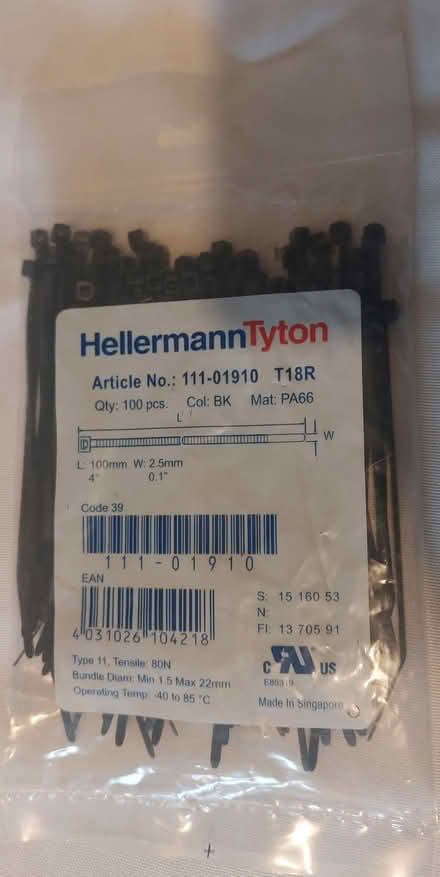 HellermannTyton
Article No.: 111-01910 T18R
Qty: 100 pcs. Col: BK Mat: PA66
L
W
L: 100mm W: 2.5mm
4" 0.1"
Code 39
111-01910
EAN
4 031026 104218
S: 15 160 53
N:
FI: 13 705 91
Type 11, Tensile: 80N
Bundle Diam: Min 1.5 Max 22mm
Operating Temp: -40 to 85 °C
c RU US
Made In Singapore